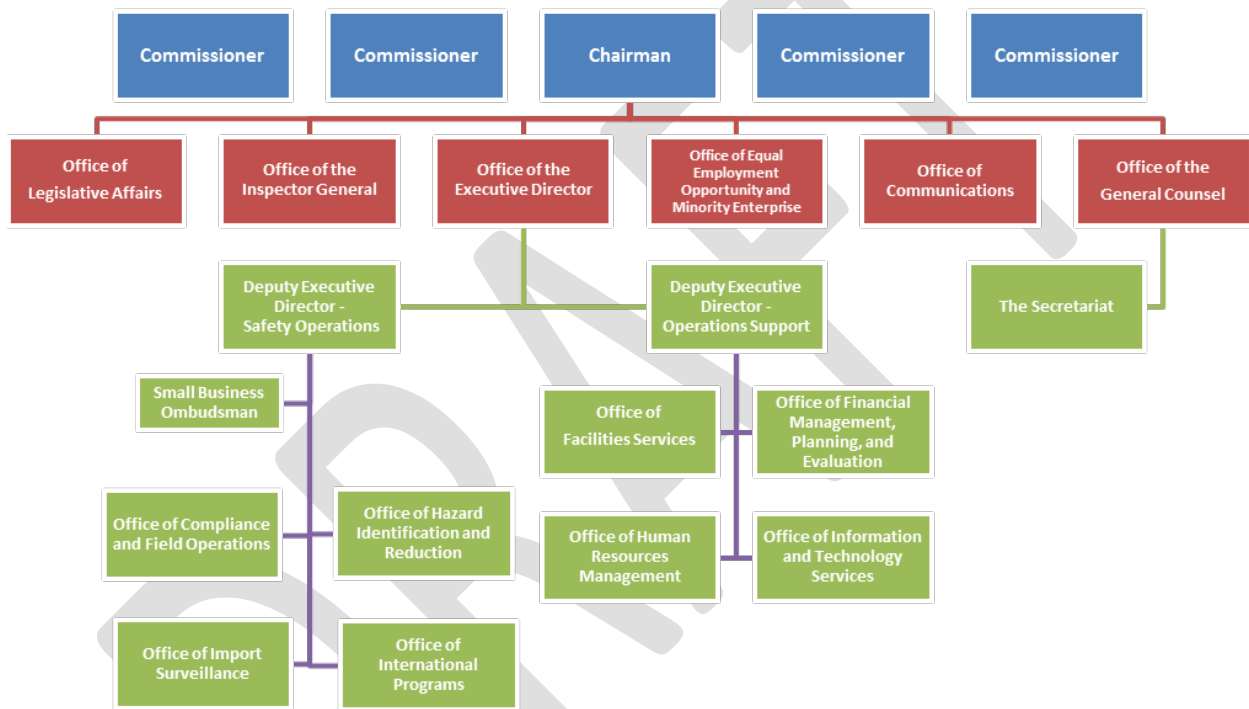 Commissioner
Commissioner
Chairman
Commissioner
Commissioner
Office of
Legislative Affairs
Office of the
Inspector General
Office of the
Executive Director
Office of Equal
Employment
Opportunity and
Minority Enterprise
Office of
Communications
Office of the
General Counsel
Deputy Executive
Director -
Safety Operations
Deputy Executive
Director -
Operations Support
The Secretariat
Small Business
Ombudsman
Office of
Facilities Services
Office of Financial
Management,
Planning, and
Evaluation
Office of Compliance
and Field Operations
Office of Hazard
Identification and
Reduction
Office of Human
Resources
Management
Office of Information
and Technology
Services
Office of Import
Surveillance
Office of
International
Programs
DRAFT